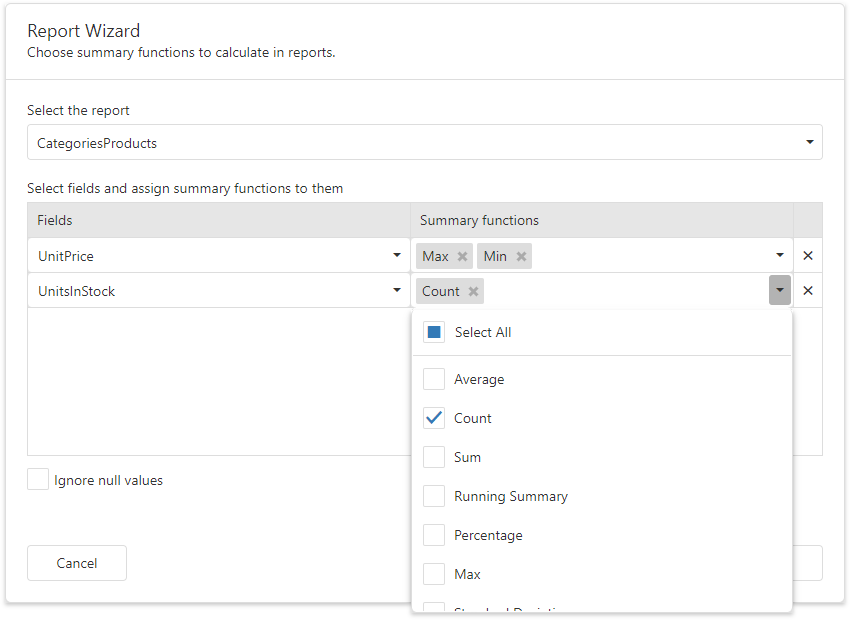 Report Wizard
Choose summary functions to calculate in reports.
Select the report
CategoriesProducts
Select fields and assign summary functions to them
Fields Summary functions
UnitPrice Max Min
UnitsInStock Count
Select All
Average
Count
Sum
Running Summary
Percentage
Max
Ignore null values
Cancel